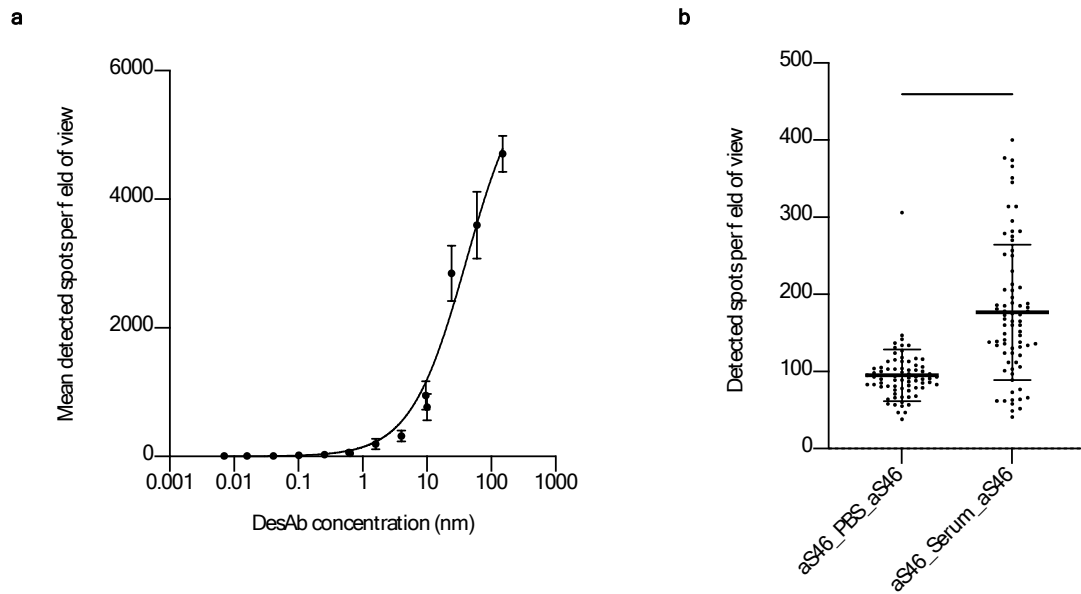 a
b
6000
4000
2000
0
Mean detected spots per f eld of view
0.001 0.01 0.1 1 10 100 1000
DesAb concentration (nm)
500
400
300
200
100
0
Detected spots per f eld of view
aS46_PBS_aS46
aS46_Serum_aS46